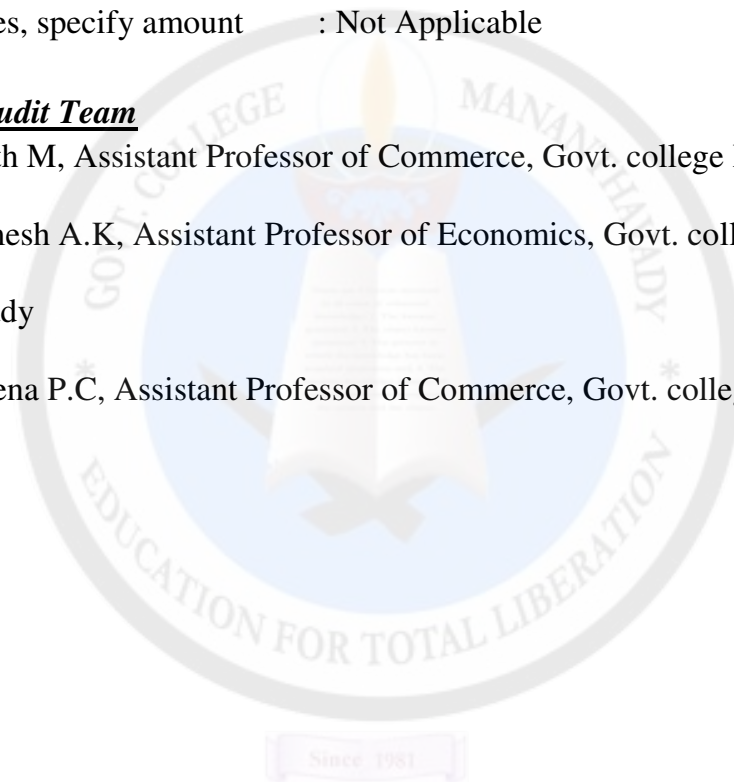 es, specify amount : Not Applicable
udit Team
th M, Assistant Professor of Commerce, Govt. college
nesh A.K, Assistant Professor of Economics, Govt. coll
dy
ena P.C, Assistant Professor of Commerce, Govt. colle
GOVT. COLLEGE MANANTHAVADY
* *
EDUCATION FOR TOTAL LIBERATION
Since 1981